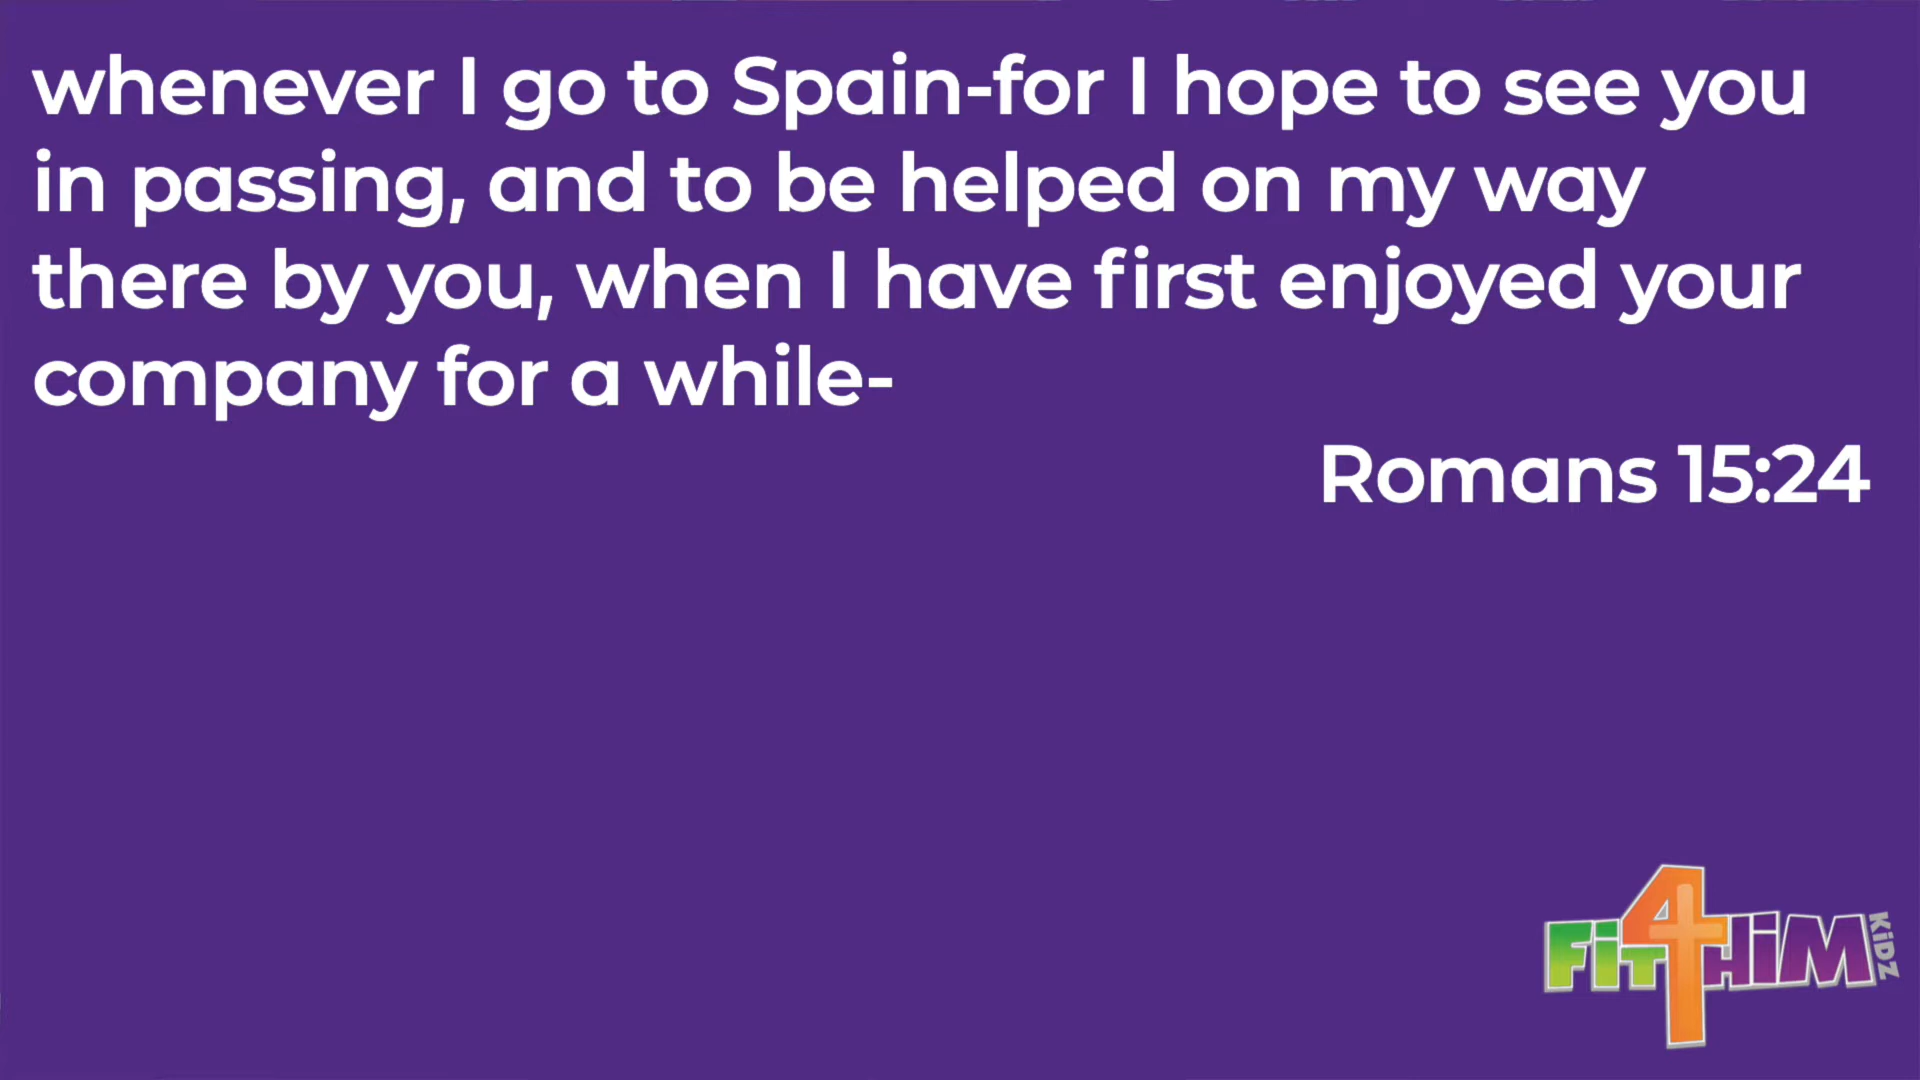 whenever I go to Spain-for I hope to see you
in passing, and to be helped on my way
there by you, when I have first enjoyed your
company for a while-
Romans 15:24
FiT4HiM KiDZ